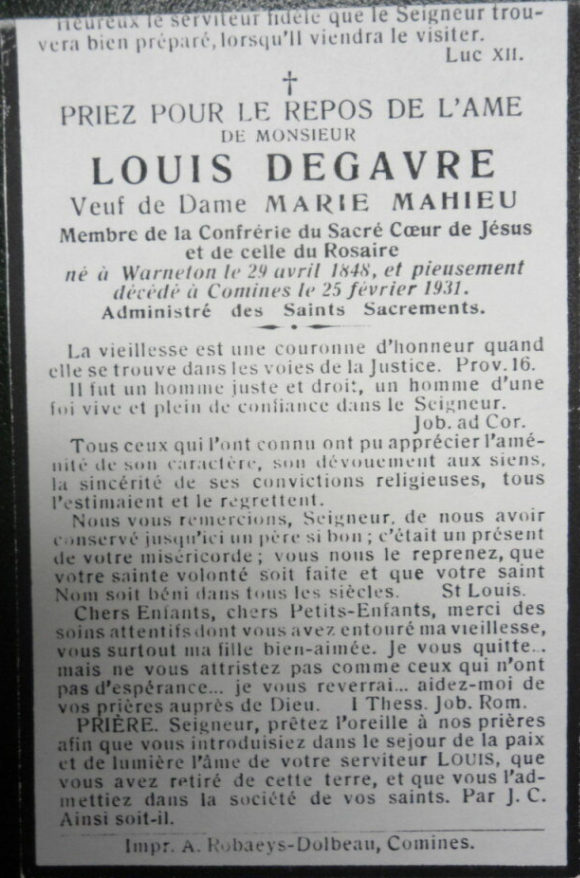 Heureux le serviteur fidèle que le Seigneur trou-
vera bien préparé, lorsqu'Il viendra le visiter.
Luc XII.
†
PRIEZ POUR LE REPOS DE L'AME
DE MONSIEUR
LOUIS DEGAVRE
Veuf de Dame MARIE MAHIEU
Membre de la Confrérie du Sacré Cœur de Jésus
et de celle du Rosaire
né à Warneton le 29 avril 1848, et pieusement
décédé à Comines le 25 février 1931.
Administré des Saints Sacrements.
La vieillesse est une couronne d'honneur quand
elle se trouve dans les voies de la Justice. Prov. 16.
Il fut un homme juste et droit, un homme d'une
foi vive et plein de confiance dans le Seigneur.
Job. ad Cor.
Tous ceux qui l'ont connu ont pu apprécier l'amé-
nité de son caractère, son dévouement aux siens,
la sincérité de ses convictions religieuses, tous
l'estimaient et le regrettent.
Nous vous remercions, Seigneur, de nous avoir
conservé jusqu'ici un père si bon ; c'était un présent
de votre miséricorde ; vous nous le reprenez, que
votre sainte volonté soit faite et que votre saint
Nom soit béni dans tous les siècles. St Louis.
Chers Enfants, chers Petits-Enfants, merci des
soins attentifs dont vous avez entouré ma vieillesse,
vous surtout ma fille bien-aimée. Je vous quitte...
mais ne vous attristez pas comme ceux qui n'ont
pas d'espérance... je vous reverrai... aidez-moi de
vos prières auprès de Dieu. I Thess. Job. Rom.
PRIÈRE. Seigneur, prêtez l'oreille à nos prières
afin que vous introduisiez dans le sejour de la paix
et de lumière l'âme de votre serviteur LOUIS, que
vous avez retiré de cette terre, et que vous l'ad-
mettiez dans la société de vos saints. Par J. C.
Ainsi soit-il.
Impr. A. Robaeys-Dolbeau, Comines.